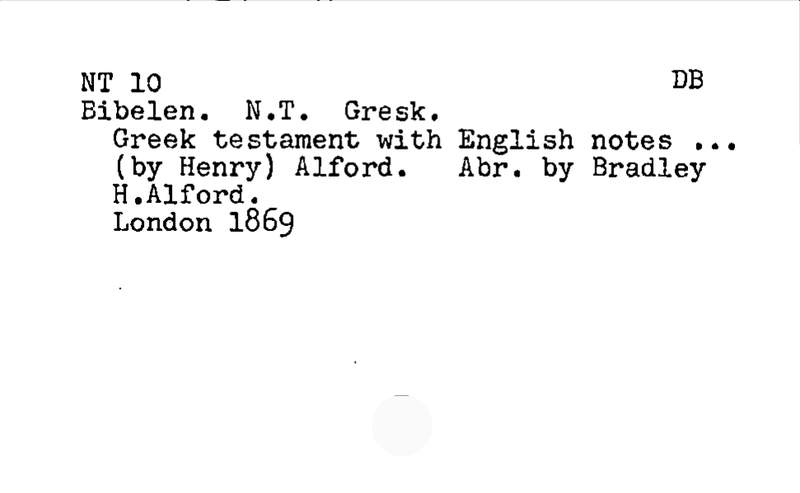 NT 10 DB
Bibelen. N.T. Gresk.
Greek testament with English notes ...
(by Henry) Alford. Abr. by Bradley
H.Alford.
London 1869